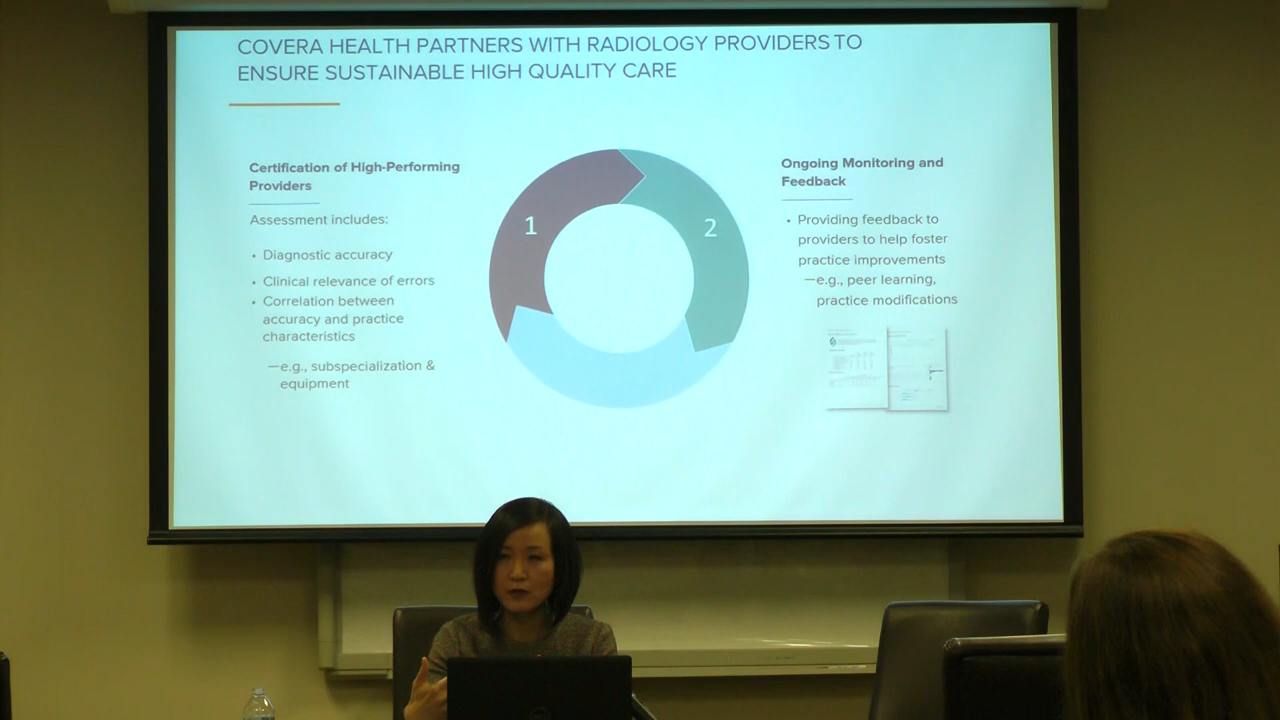 COVERA HEALTH PARTNERS WITH RADIOLOGY PROVIDERS TO
ENSURE SUSTAINABLE HIGH QUALITY CARE
Certification of High-Performing
Providers
Assessment includes:
• Diagnostic accuracy
• Clinical relevance of errors
• Correlation between
accuracy and practice
characteristics
—e.g., subspecialization &
equipment
1
2
Ongoing Monitoring and
Feedback
• Providing feedback to
providers to help foster
practice improvements
—e.g., peer learning,
practice modifications